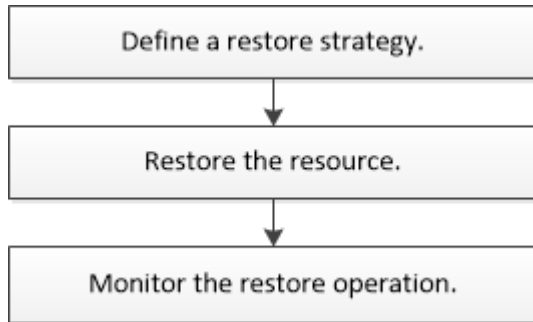 Define a restore strategy.
Restore the resource.
Monitor the restore operation.